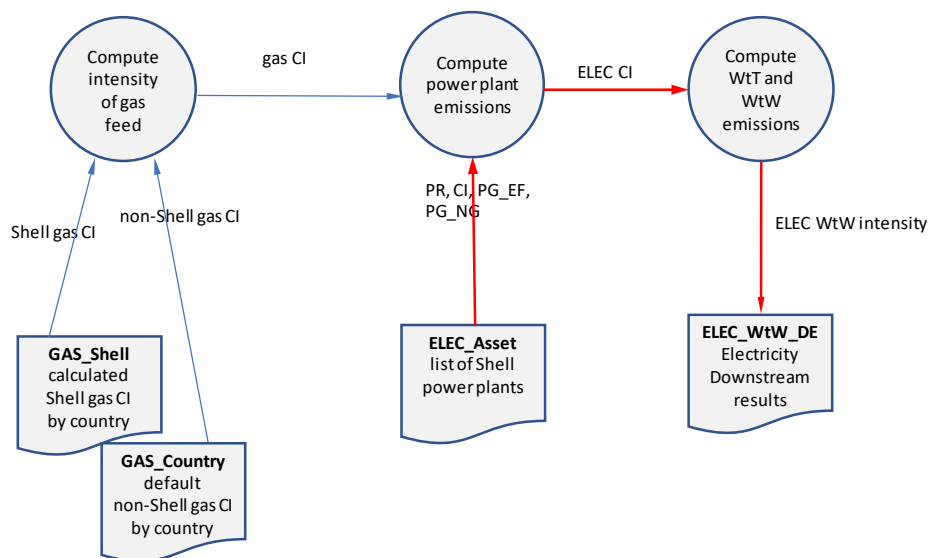 Compute
intensity
of gas
feed
gas CI
Compute
power plant
emissions
ELEC CI
Compute
WtT and
WtW
emissions
Shell gas CI
non-Shell gas CI
PR, CI, PG_EF,
PG_NG
ELEC WtW intensity
GAS_Shell
calculated
Shell gas CI
by country
GAS_Country
default
non-Shell gas CI
by country
ELEC_Asset
list of Shell
power plants
ELEC_WtW_DE
Electricity
Downstream
results